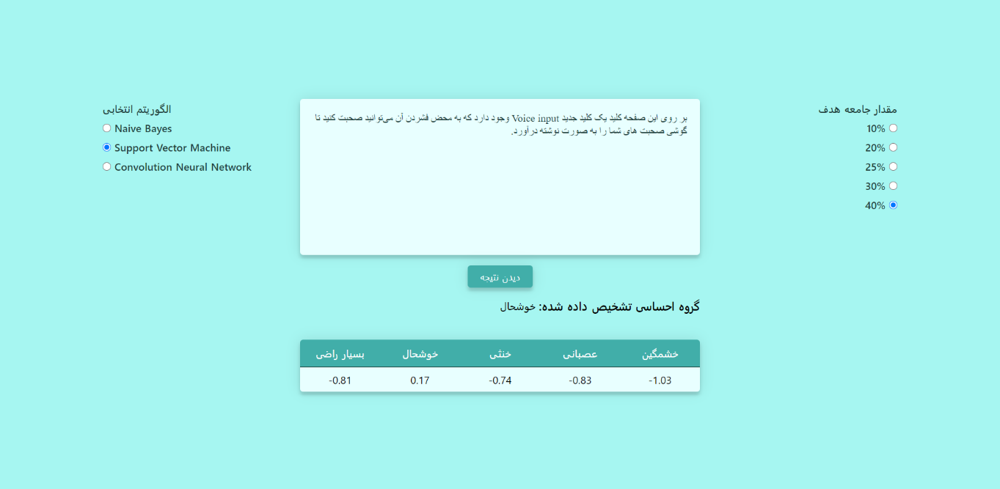 مقدار جامعه هدف
10%
20%
25%
30%
40%
بر روی این صفحه کلید یک کلید جدید Voice input وجود دارد که به محض فشردن آن می‌توانید صحبت کنید تا
گوشی صحبت های شما را به صورت نوشته درآورد.
الگوریتم انتخابی
Naive Bayes
Support Vector Machine
Convolution Neural Network
دیدن نتیجه
گروه احساسی تشخیص داده شده: خوشحال
خشمگین عصبانی خنثی خوشحال بسیار راضی
-1.03 -0.83 -0.74 0.17 -0.81